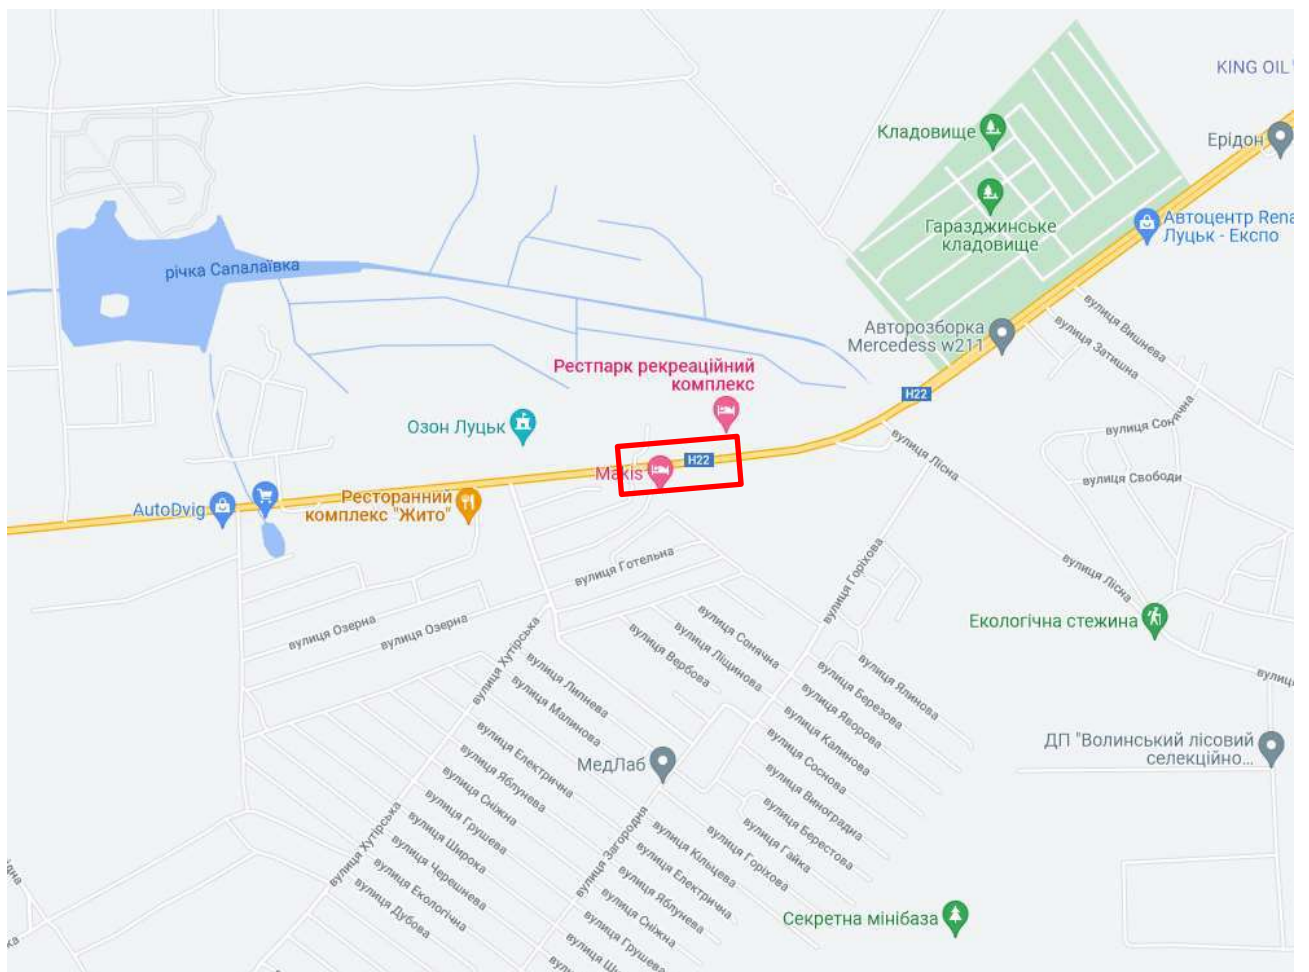 KING OIL
Кладовище
Ерідон
Гаразджинське
кладовище
Автоцентр Rena
Луцьк - Експо
річка Сапалаївка
вулиця Вишнева
вулиця Затишна
Авторозборка
Mercedess w211
Рестпарк рекреаційний
комплекс
H22
вулиця Сонячна
Озон Луцьк
вулиця Лісна
H22
Makis
вулиця Свободи
Ресторанний
комплекс "Жито"
AutoDvig
вулиця Готельна
вулиця Горіхова
вулиця Лісна
Екологічна стежина
вулиця Озерна
вулиця Озерна
вулиця Хутірська
вулиця Сонячна
вулиця Ліщинова
вулиця Вербова
вулиця Ялинова
вулиця Березова
вулиця Яворова
вулиця Калинова
вулиця Соснова
вулиця Виноградна
вулиця Берестова
вулиця Гайка
вулиця Горіхова
вулиця Липнева
вулиця Малинова
вулиця Електрична
вулиця Яблунева
вулиця Сніжна
вулиця Грушева
вулиця Широка
вулиця Черешнева
вулиця Екологічна
вулиця Дубова
вулиця Хутірська
МедЛаб
ДП "Волинський лісовий
селекційно...
вулиця Загородня
вулиця Кільцева
вулиця Електрична
вулиця Яблунева
вулиця Сніжна
вулиця Грушева
Секретна мінібаза